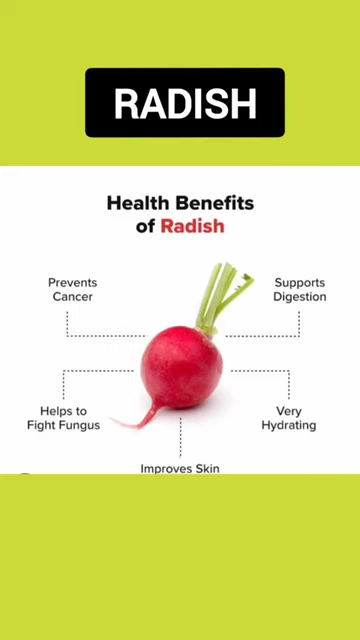 RADISH
Health Benefits
of Radish
Prevents
Cancer
Supports
Digestion
Helps to
Fight Fungus
Very
Hydrating
Improves Skin